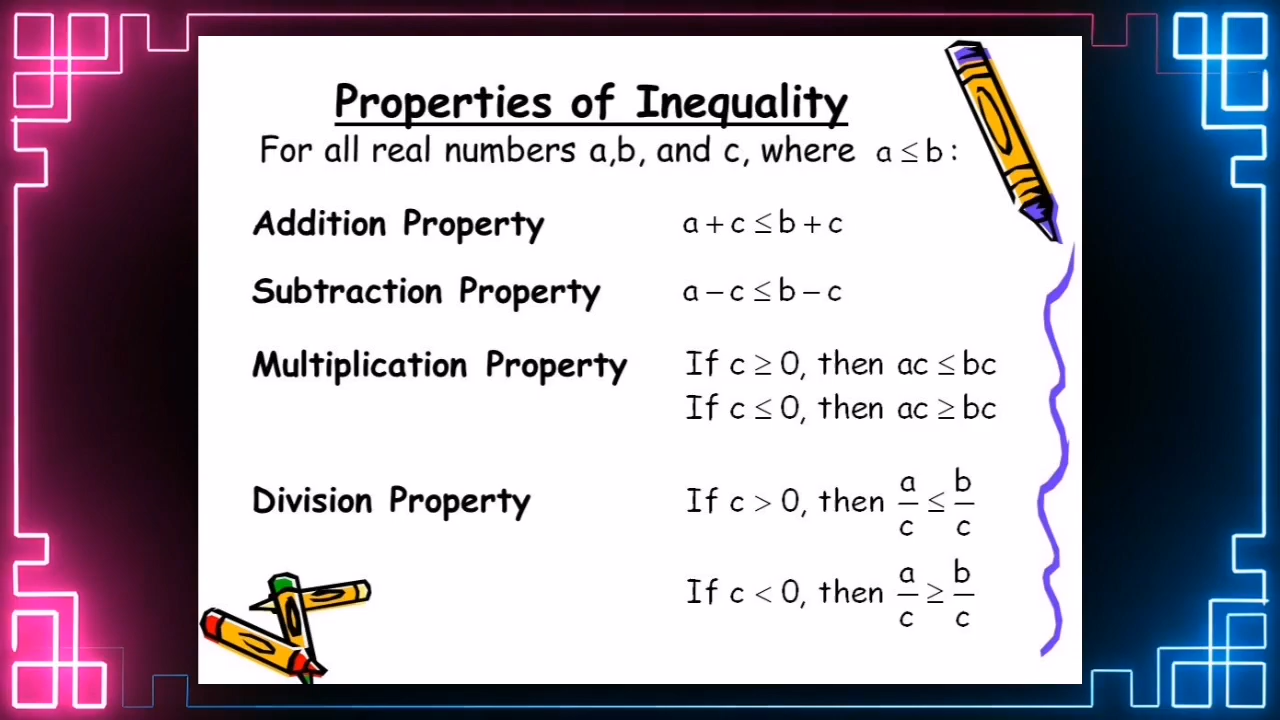 Properties of Inequality
For all real numbers a,b, and c, where a ≤ b :
Addition Property a + c ≤ b + c
Subtraction Property a – c ≤ b – c
Multiplication Property If c ≥ 0, then ac ≤ bc
If c ≤ 0, then ac ≥ bc
Division Property If c > 0, then a/c ≤ b/c
If c < 0, then a/c ≥ b/c